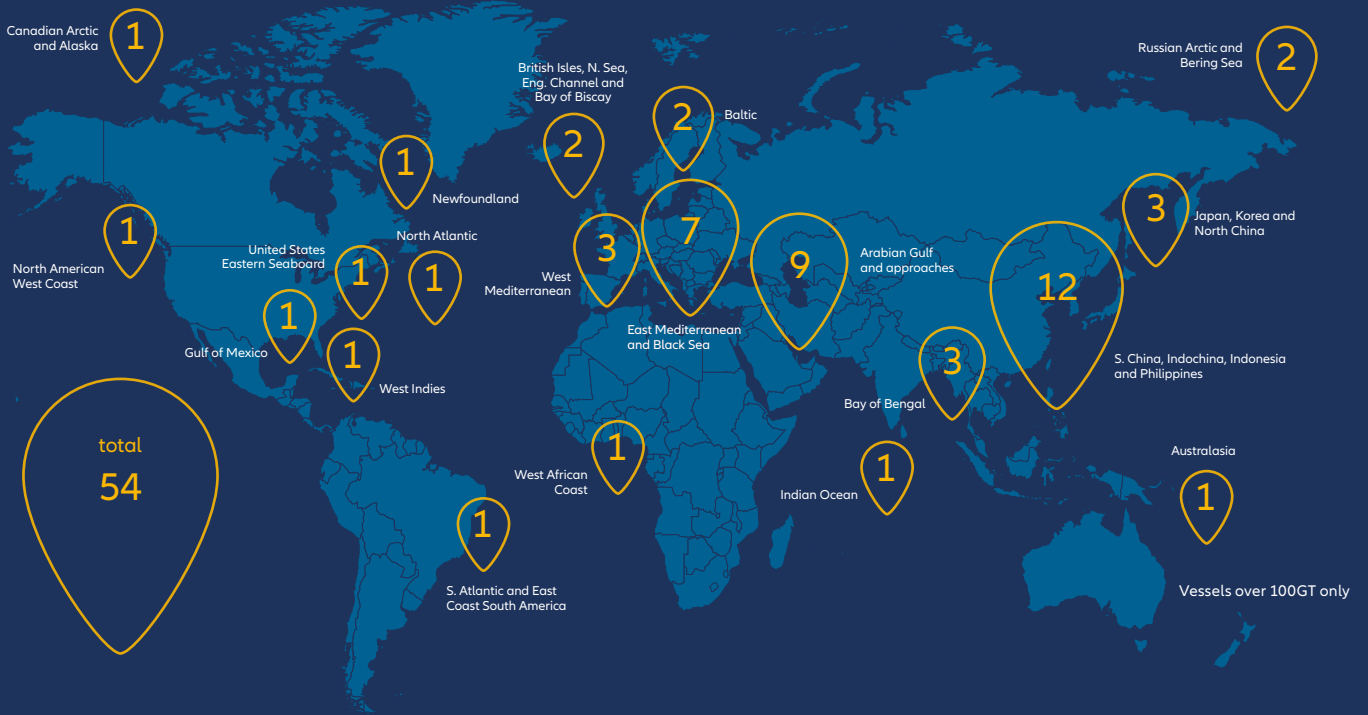 Canadian Arctic
and Alaska
1
Russian Arctic and
Bering Sea
2
British Isles, N. Sea,
Eng. Channel and
Bay of Biscay
2
2
Baltic
1
Newfoundland
1
North American
West Coast
United States
Eastern Seaboard
1
North Atlantic
1
3
West
Mediterranean
7
East Mediterranean
and Black Sea
9
Arabian Gulf
and approaches
12
S. China, Indochina, Indonesia
and Philippines
3
Japan, Korea and
North China
1
Gulf of Mexico
1
West Indies
3
Bay of Bengal
total
54
1
West African
Coast
1
Indian Ocean
Australasia
1
1
S. Atlantic and East
Coast South America
Vessels over 100GT only